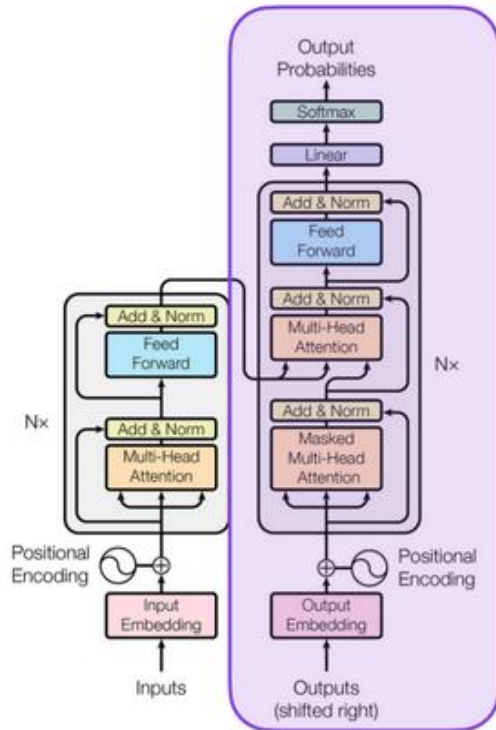 Output
Probabilities
Softmax
Linear
Add & Norm
Feed
Forward
Add & Norm
Multi-Head
Attention
Add & Norm
Masked
Multi-Head
Attention
N×
Positional
Encoding
Output
Embedding
Outputs
(shifted right)
Add & Norm
Feed
Forward
N×
Add & Norm
Multi-Head
Attention
Positional
Encoding
Input
Embedding
Inputs